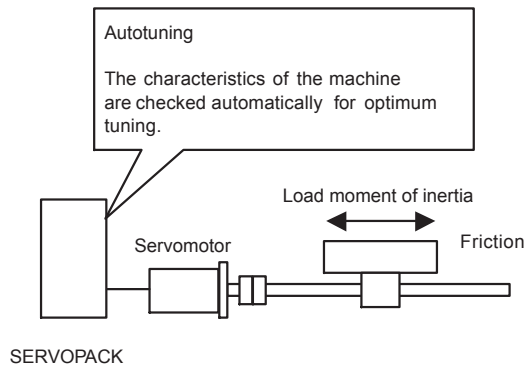 Autotuning
The characteristics of the machine
are checked automatically for optimum
tuning.
Load moment of inertia
Servomotor
Friction
SERVOPACK